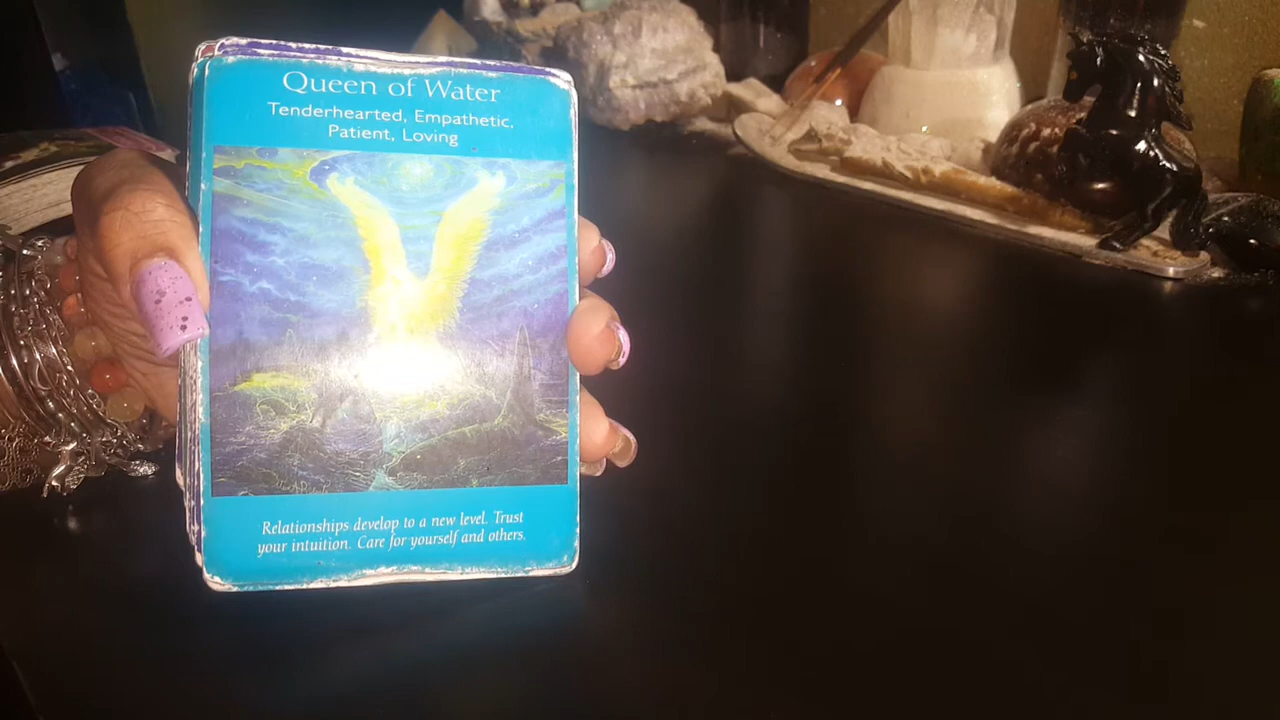 Queen of Water
Tenderhearted, Empathetic,
Patient, Loving
Relationships develop to a new level. Trust
your intuition. Care for yourself and others.